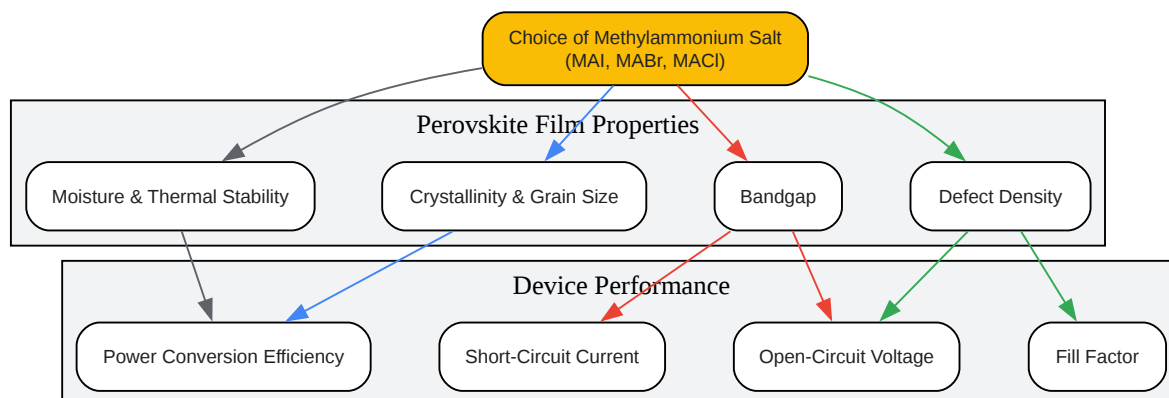 Choice of Methylammonium Salt
(MAI, MABr, MACl)
Perovskite Film Properties
Moisture & Thermal Stability
Crystallinity & Grain Size
Bandgap
Defect Density
Device Performance
Power Conversion Efficiency
Short-Circuit Current
Open-Circuit Voltage
Fill Factor